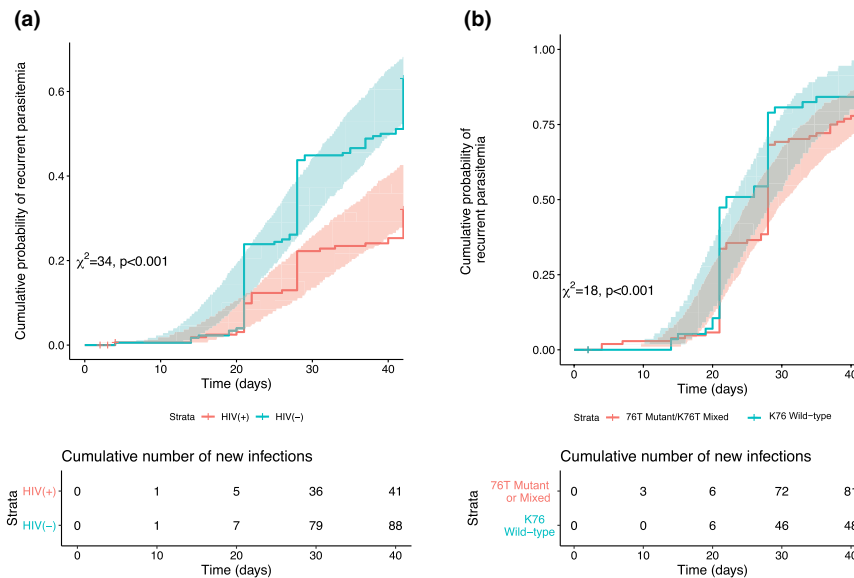 (a)
Cumulative probability of recurrent parasitemia
0.6
0.4
0.2
0.0
χ²=34, p<0.001
0 10 20 30 40
Time (days)
Strata HIV(+) HIV(−)
Cumulative number of new infections
Strata
HIV(+) 0 1 5 36 41
HIV(−) 0 1 7 79 88
0 10 20 30 40
Time (days)
(b)
Cumulative probability of
recurrent parasitemia
1.00
0.75
0.50
0.25
0.00
χ²=18, p<0.001
0 10 20 30 40
Time (days)
Strata 76T Mutant/K76T Mixed K76 Wild−type
Cumulative number of new infections
Strata
76T Mutant
or Mixed
0 3 6 72 81
K76
Wild−type
0 0 6 46 48
0 10 20 30 40
Time (days)